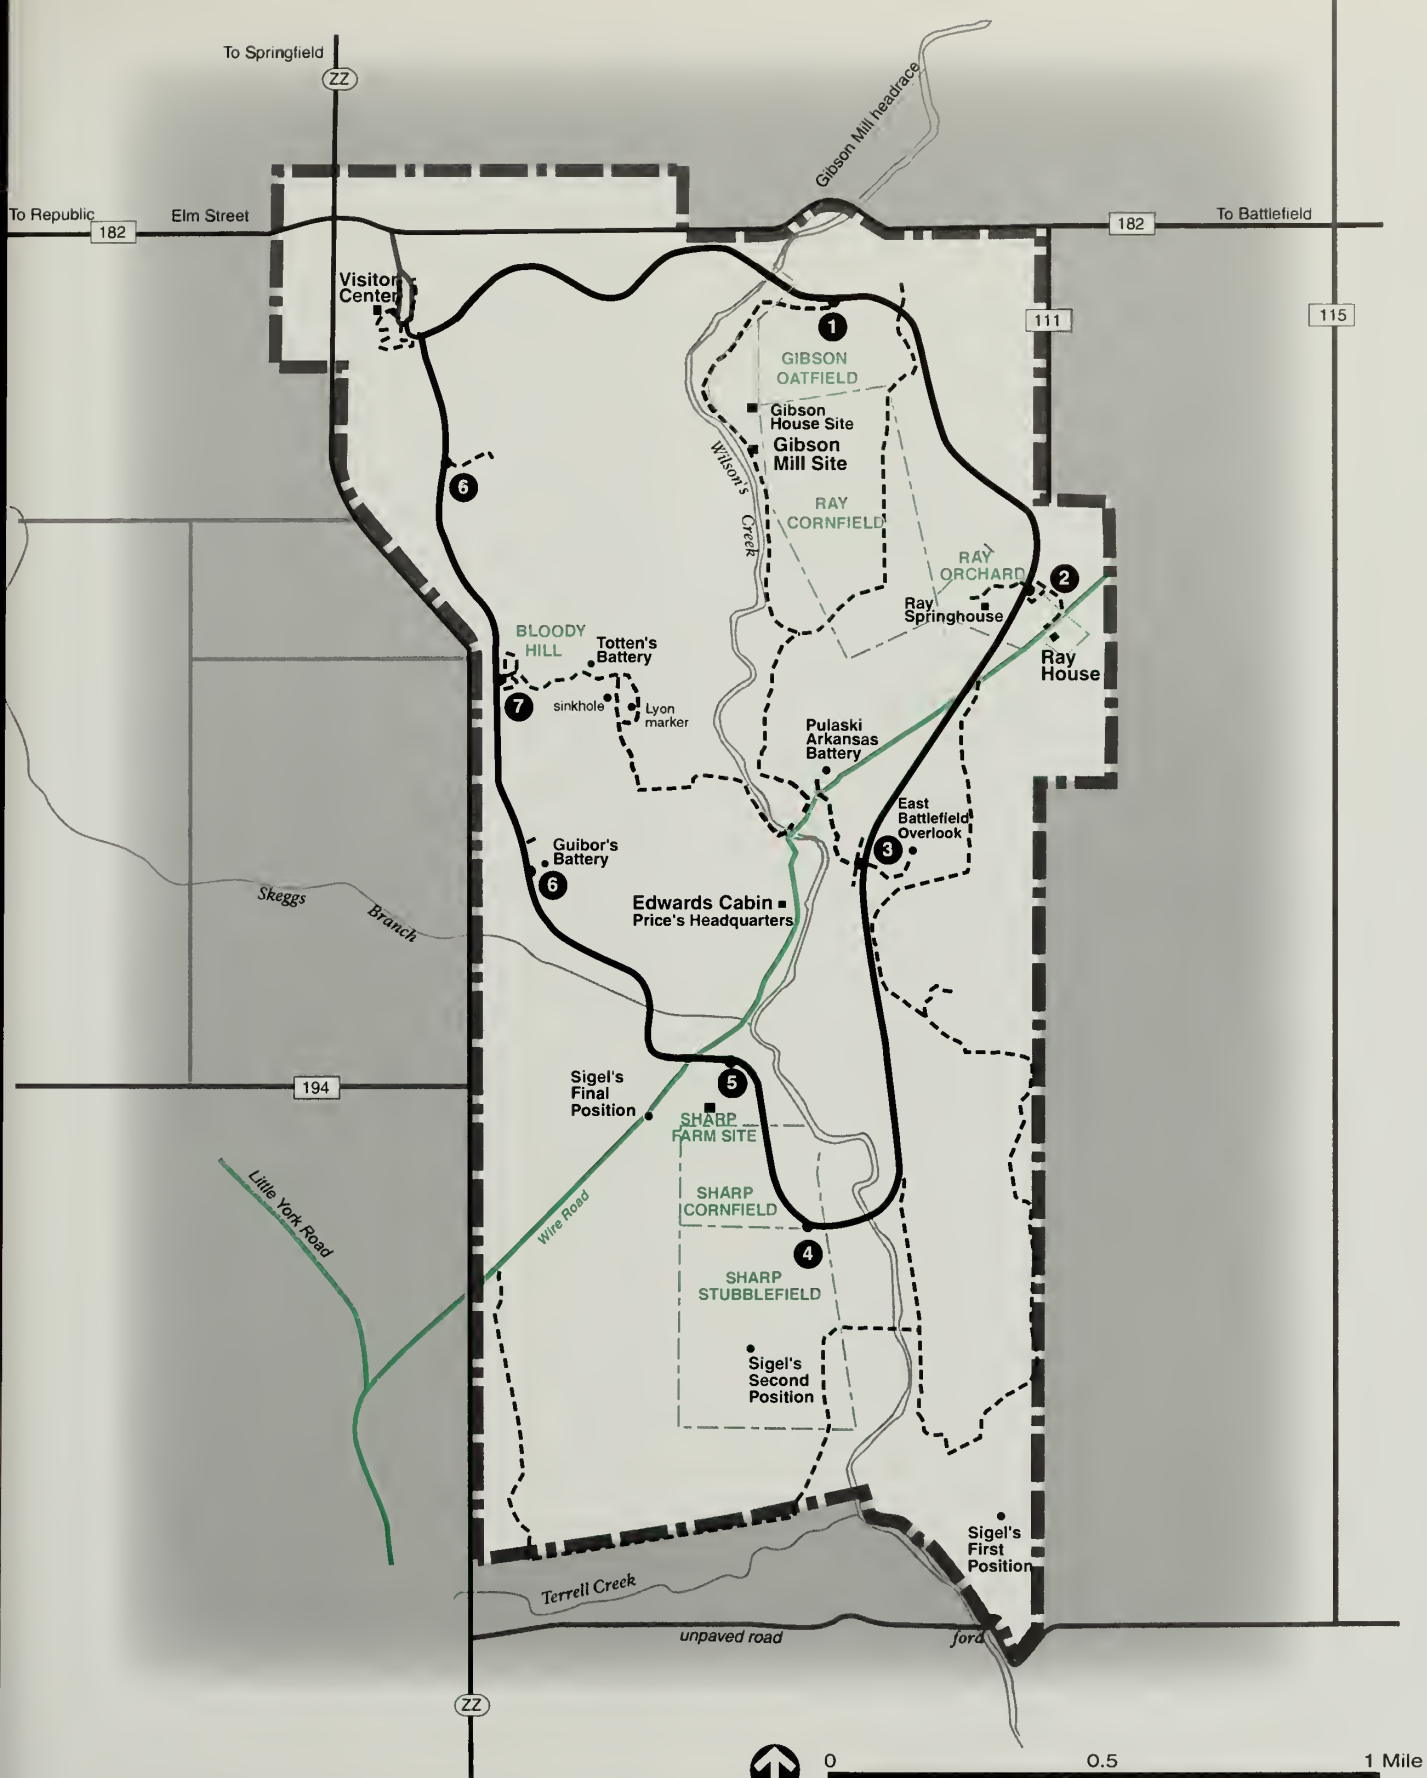 To Springfield
ZZ
Gibson Mill headrace
To Republic
182
Elm Street
182
To Battlefield
Visitor
Center
111
115
1
GIBSON
OATFIELD
Gibson
House Site
Gibson
Mill Site
Wilson's
Creek
6
RAY
CORNFIELD
RAY
ORCHARD
2
Ray
Springhouse
Ray
House
BLOODY
HILL
Totten's
Battery
sinkhole
Lyon
marker
7
Pulaski
Arkansas
Battery
East
Battlefield
Overlook
3
Guibor's
Battery
6
Skeggs
Branch
Edwards Cabin
Price's Headquarters
194
Sigel's
Final
Position
5
SHARP
FARM SITE
Little York Road
Wire Road
SHARP
CORNFIELD
4
SHARP
STUBBLEFIELD
Sigel's
Second
Position
Sigel's
First
Position
Terrell Creek
unpaved road
ford
ZZ
0
0.5
1 Mile